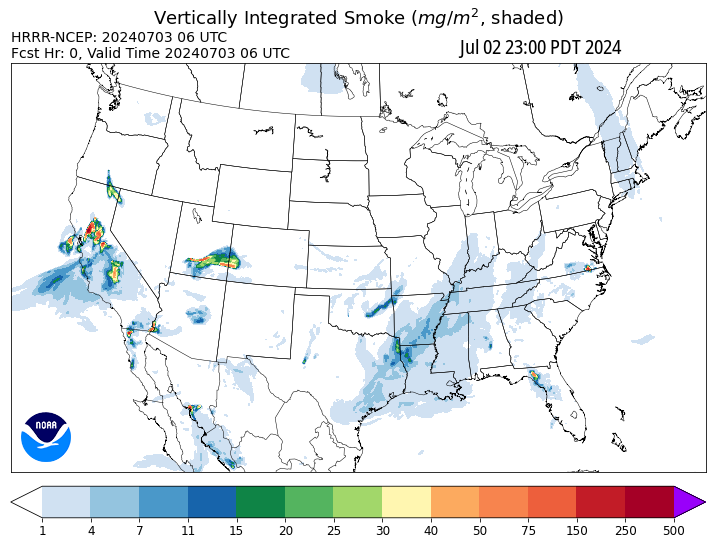 Vertically Integrated Smoke (mg/m², shaded)
HRRR-NCEP: 20240703 06 UTC
Fcst Hr: 0, Valid Time 20240703 06 UTC
Jul 02 23:00 PDT 2024
NOAA
1 4 7 11 15 20 25 30 40 50 75 150 250 500